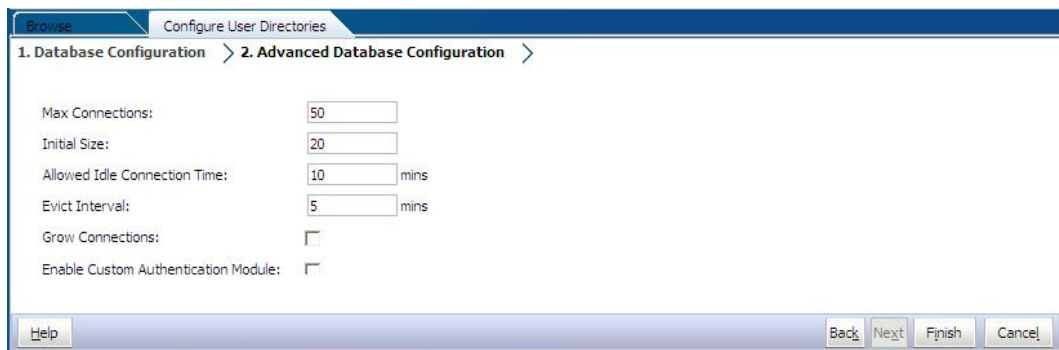 Browse Configure User Directories
1. Database Configuration 2. Advanced Database Configuration
Max Connections: 50
Initial Size: 20
Allowed Idle Connection Time: 10 mins
Evict Interval: 5 mins
Grow Connections:
Enable Custom Authentication Module:
Help Back Next Finish Cancel